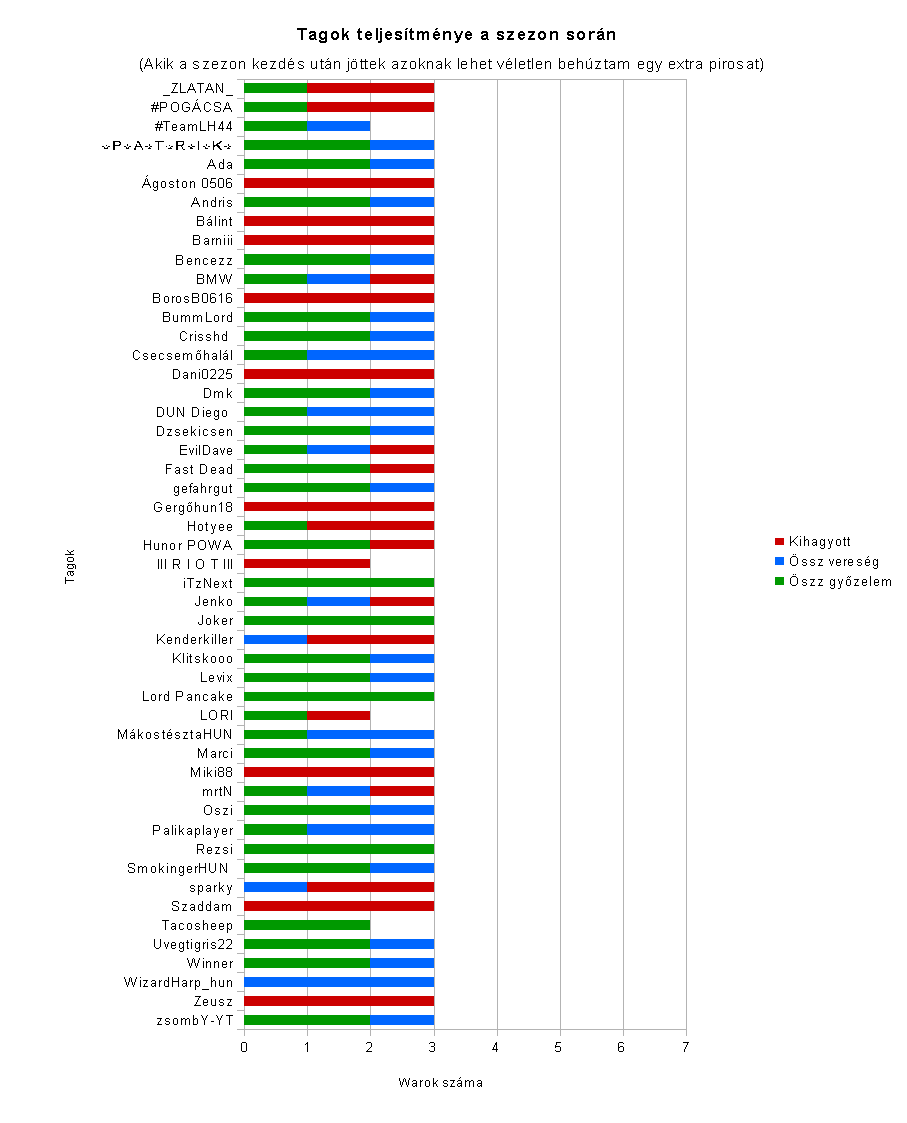 Tagok teljesítménye a szezon során
(Akik a szezon kezdés után jöttek azoknak lehet véletlen behúztam egy extra pirosat)
_ZLATAN_
#POGÁCSA
#TeamLH44
P★A★T★R★I★K
Ada
Ágoston 0506
Andris
Bálint
Barniii
Bencezz
BMW
BorosB0616
BummLord
Crisshd
Csecsemőhalál
Dani0225
Dmk
DUN Diego
Dzsekicsen
EvilDave
Fast Dead
gefahrgut
Gergőhun18
Hotyee
Hunor POWA
III R I O T III
iTzNext
Jenko
Joker
Kenderkiller
Klitskooo
Levix
Lord Pancake
LORI
MákostésztaHUN
Marci
Miki88
mrtN
Oszi
Palikaplayer
Rezsi
SmokingerHUN
sparky
Szaddam
Tacosheep
Uvegtigris22
Winner
WizardHarp_hun
Zeusz
zsombY-YT
Tagok
0 1 2 3 4 5 6 7
Warok száma
Kihagyott
Össz vereség
Öszz győzelem